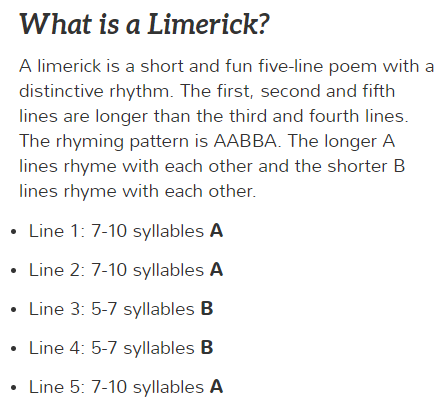 What is a Limerick?
A limerick is a short and fun five-line poem with a
distinctive rhythm. The first, second and fifth
lines are longer than the third and fourth lines.
The rhyming pattern is AABBA. The longer A
lines rhyme with each other and the shorter B
lines rhyme with each other.
• Line 1: 7-10 syllables A
• Line 2: 7-10 syllables A
• Line 3: 5-7 syllables B
• Line 4: 5-7 syllables B
• Line 5: 7-10 syllables A